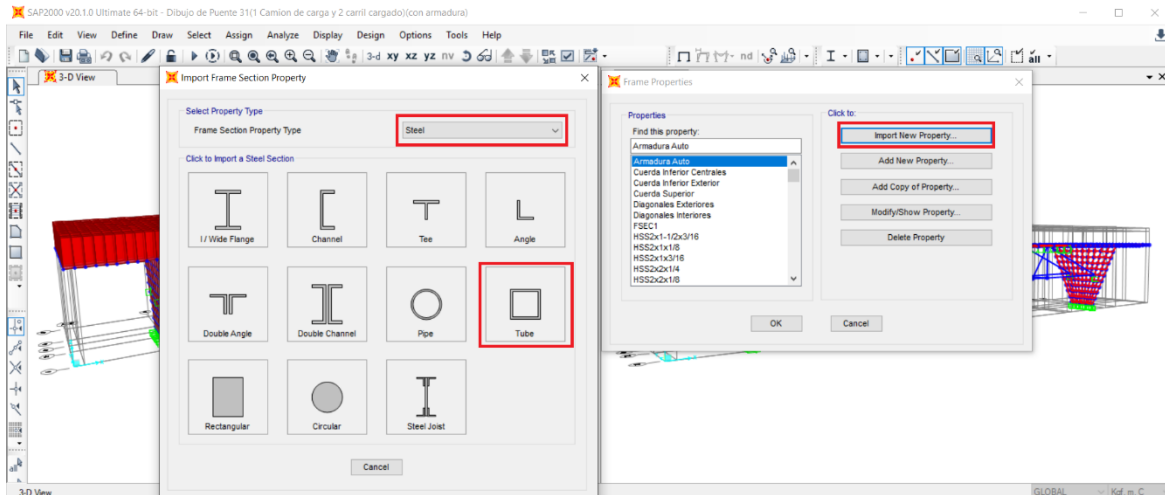 SAP2000 v20.1.0 Ultimate 64-bit - Dibujo de Puente 31(1 Camion de carga y 2 carril cargado)(con armadura)
File Edit View Define Draw Select Assign Analyze Display Design Options Tools Help
3-d xy xz yz nv
nd
all
3-D View
Import Frame Section Property
Select Property Type
Frame Section Property Type
Steel
Click to Import a Steel Section
I / Wide Flange
Channel
Tee
Angle
Double Angle
Double Channel
Pipe
Tube
Rectangular
Circular
Steel Joist
Cancel
Frame Properties
Properties
Find this property:
Armadura Auto
Armadura Auto
Cuerda Inferior Centrales
Cuerda Inferior Exterior
Cuerda Superior
Diagonales Exteriores
Diagonales Interiores
FSEC1
HSS2x1-1/2x3/16
HSS2x1x1/8
HSS2x1x3/16
HSS2x2x1/4
HSS2x2x1/8
Click to:
Import New Property...
Add New Property...
Add Copy of Property...
Modify/Show Property...
Delete Property
OK
Cancel
all
3-D View
GLOBAL
Kgf, m, C